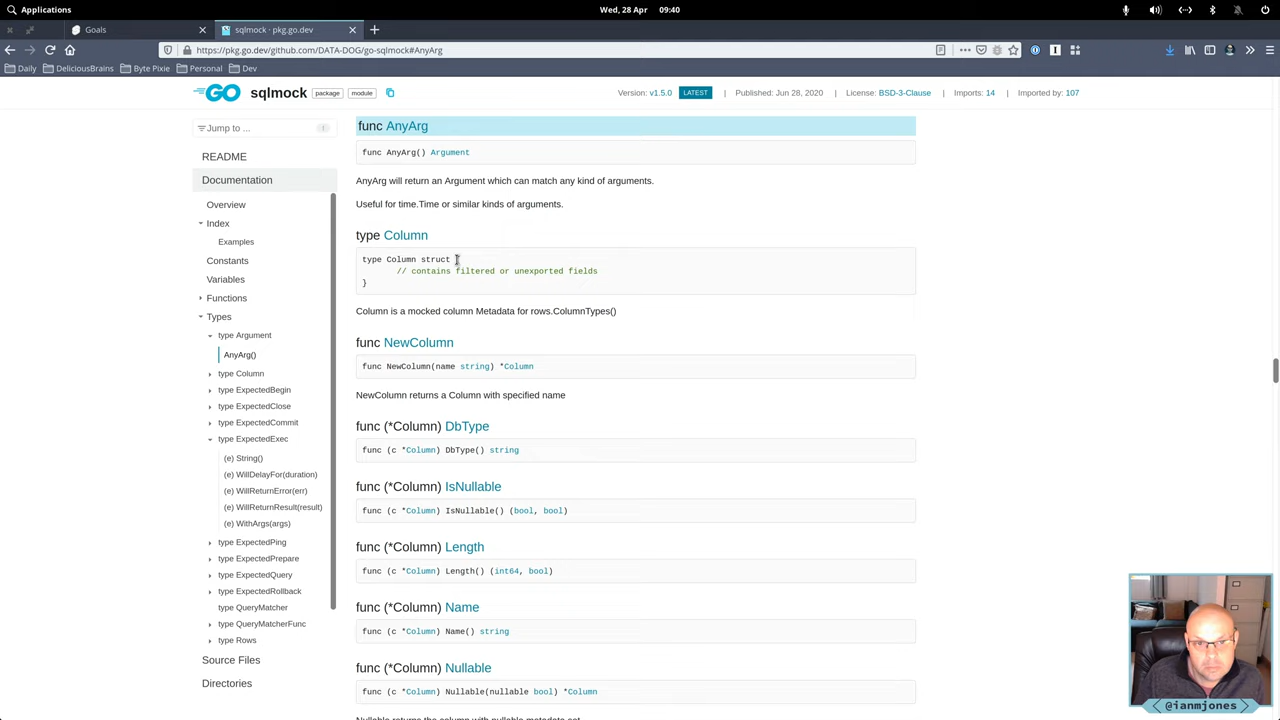 Applications
Wed, 28 Apr 09:40
Goals
sqlmock · pkg.go.dev
https://pkg.go.dev/github.com/DATA-DOG/go-sqlmock#AnyArg
Daily
DeliciousBrains
Byte Pixie
Personal
Dev
GO sqlmock package module
Version: v1.5.0 LATEST | Published: Jun 28, 2020 | License: BSD-3-Clause | Imports: 14 | Imported by: 107
Jump to ...
README
Documentation
Overview
Index
Examples
Constants
Variables
Functions
Types
type Argument
AnyArg()
type Column
type ExpectedBegin
type ExpectedClose
type ExpectedCommit
type ExpectedExec
(e) String()
(e) WillDelayFor(duration)
(e) WillReturnError(err)
(e) WillReturnResult(result)
(e) WithArgs(args)
type ExpectedPing
type ExpectedPrepare
type ExpectedQuery
type ExpectedRollback
type QueryMatcher
type QueryMatcherFunc
type Rows
Source Files
Directories
func AnyArg
func AnyArg() Argument
AnyArg will return an Argument which can match any kind of arguments.
Useful for time.Time or similar kinds of arguments.
type Column
type Column struct {
// contains filtered or unexported fields
}
Column is a mocked column Metadata for rows.ColumnTypes()
func NewColumn
func NewColumn(name string) *Column
NewColumn returns a Column with specified name
func (*Column) DbType
func (c *Column) DbType() string
func (*Column) IsNullable
func (c *Column) IsNullable() (bool, bool)
func (*Column) Length
func (c *Column) Length() (int64, bool)
func (*Column) Name
func (c *Column) Name() string
func (*Column) Nullable
func (c *Column) Nullable(nullable bool) *Column
Nullable returns the column with nullable metadata set
@ianmjones